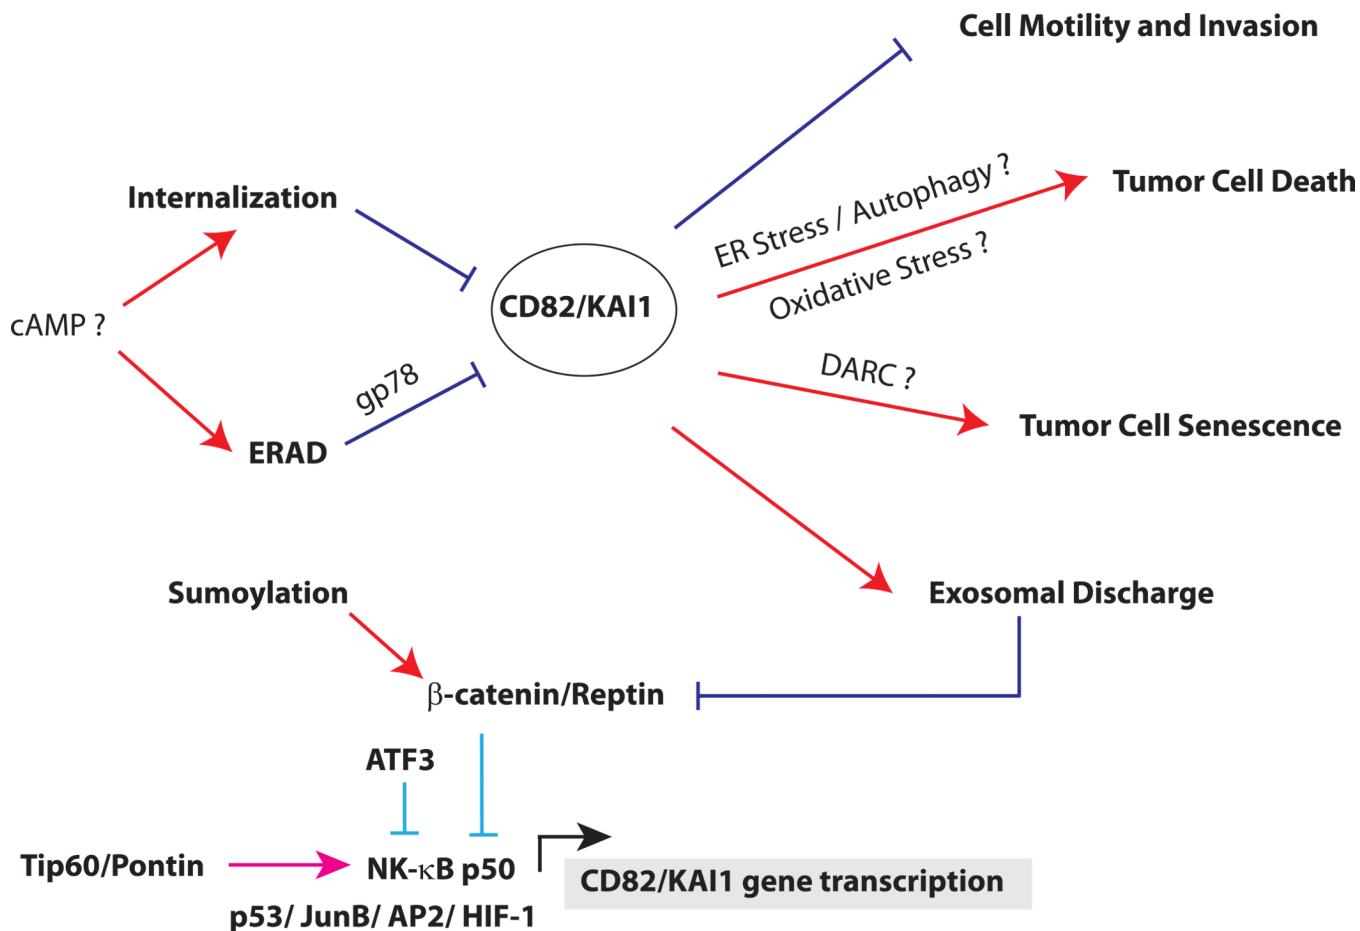 Cell Motility and Invasion
Internalization
ER Stress / Autophagy ?
Tumor Cell Death
Oxidative Stress ?
CD82/KAI1
cAMP ?
gp78
DARC ?
ERAD
Tumor Cell Senescence
Sumoylation
Exosomal Discharge
β-catenin/Reptin
ATF3
Tip60/Pontin
NK-κB p50
CD82/KAI1 gene transcription
p53/ JunB/ AP2/ HIF-1